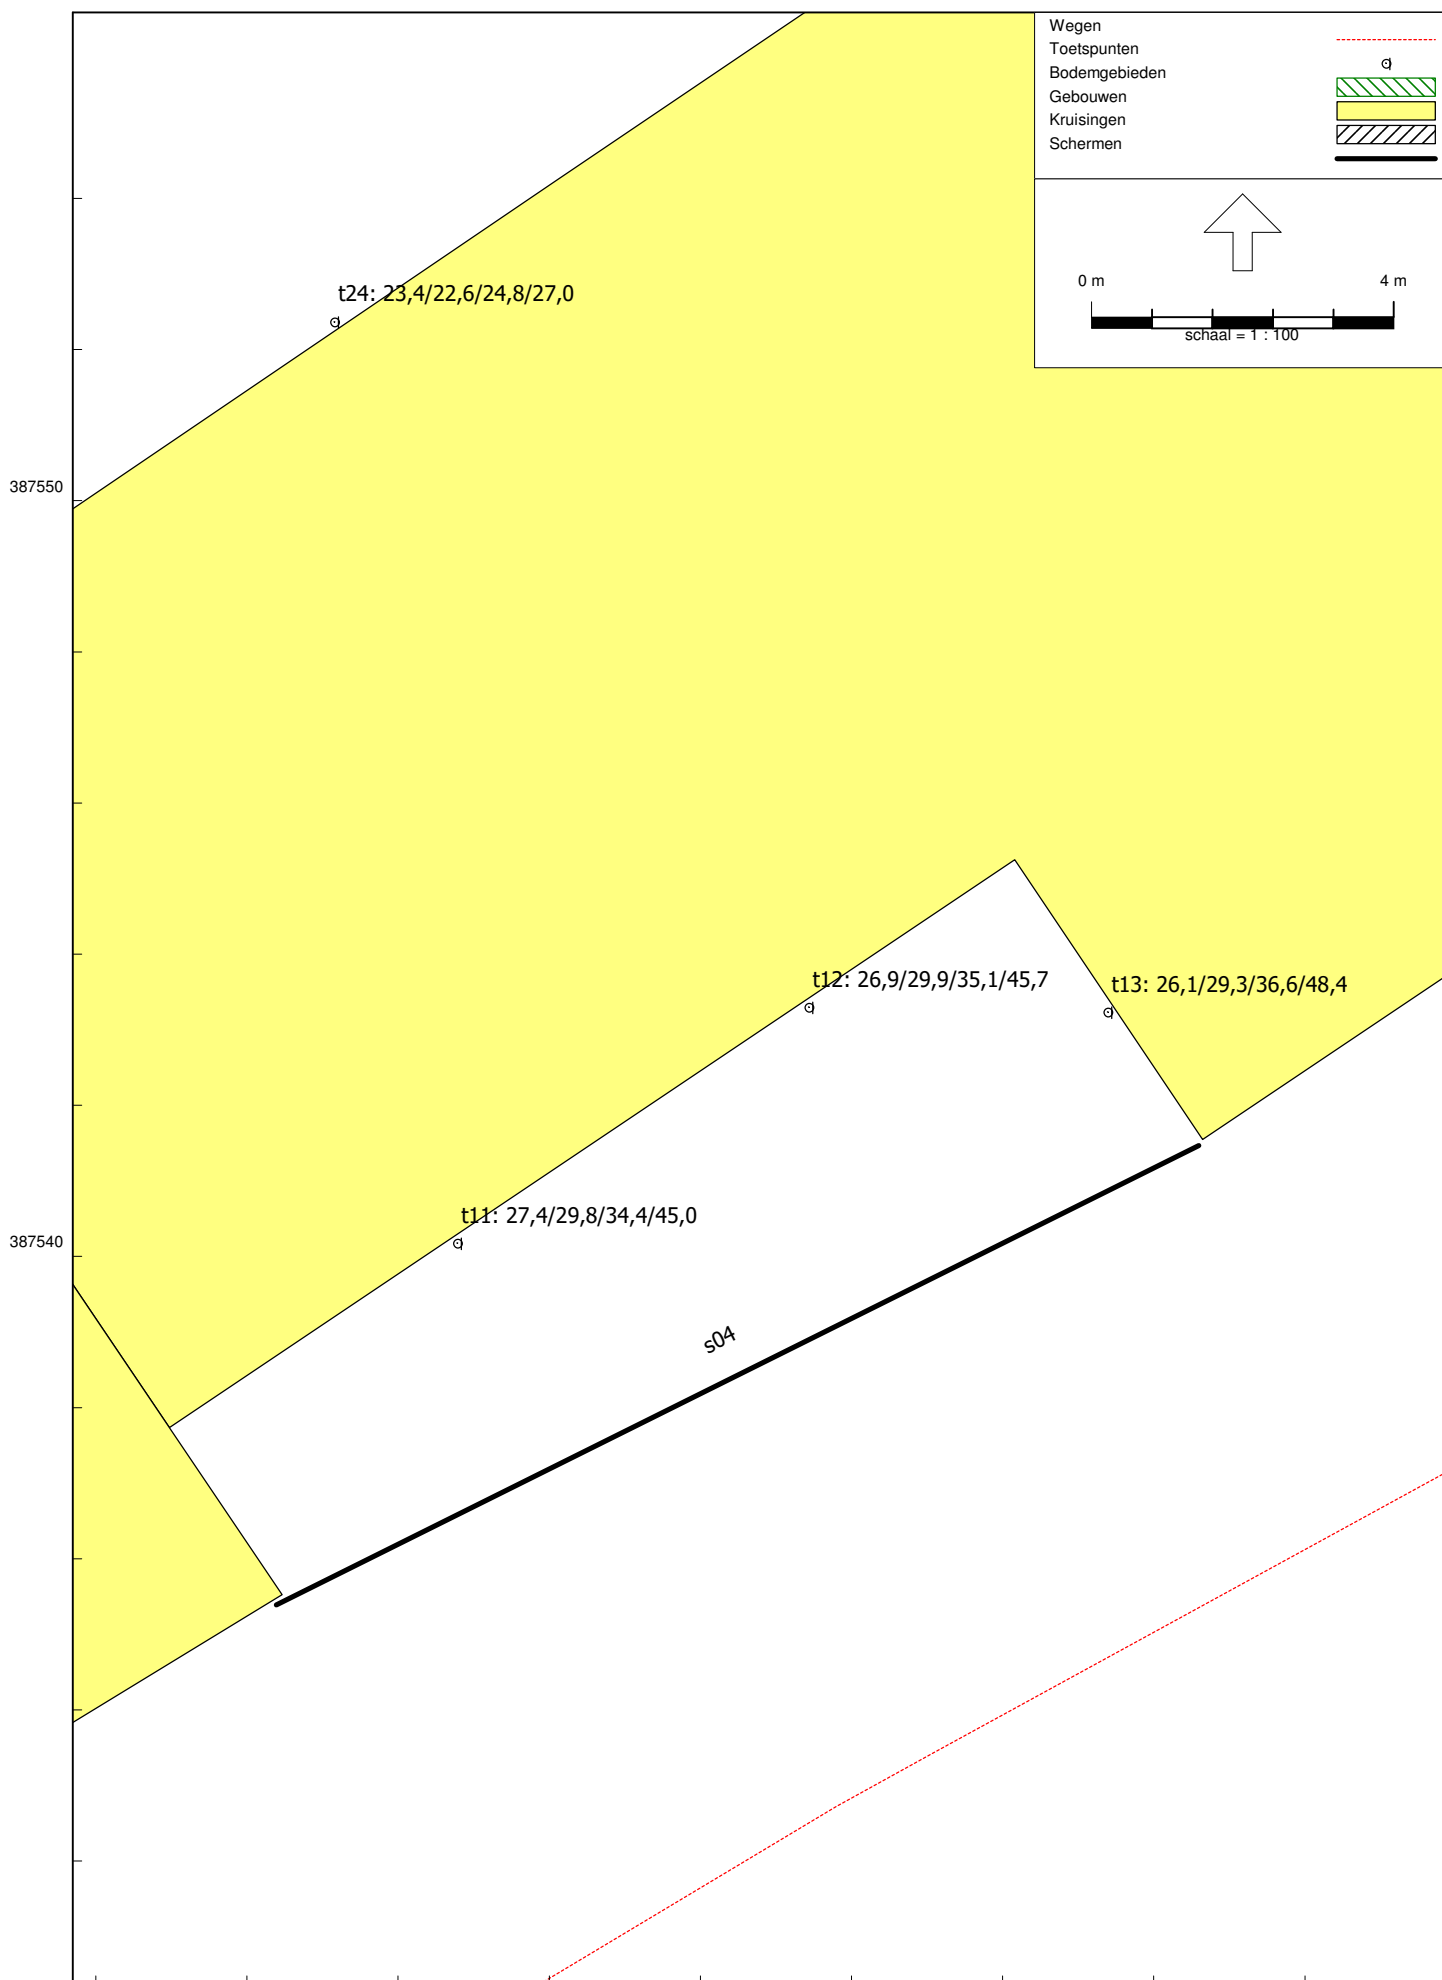 Wegen
Toetspunten
Bodemgebieden
Gebouwen
Kruisingen
Schermen
0 m 4 m
schaal = 1 : 100
t24: 23,4/22,6/24,8/27,0
387550
t12: 26,9/29,9/35,1/45,7
t13: 26,1/29,3/36,6/48,4
t11: 27,4/29,8/34,4/45,0
387540
s04